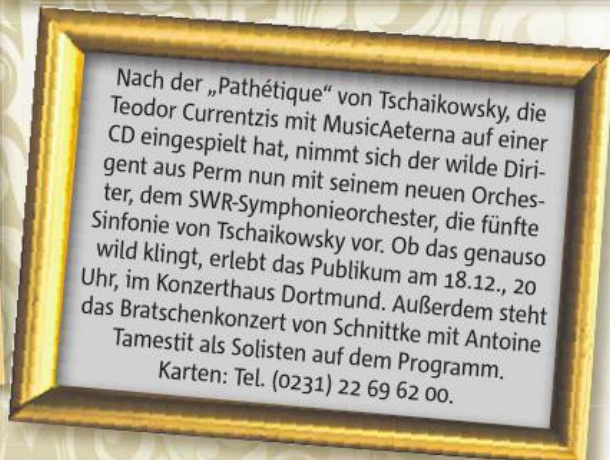 Nach der „Pathétique“ von Tschaikowsky, die
Teodor Currentzis mit MusicAeterna auf einer
CD eingespielt hat, nimmt sich der wilde Diri-
gent aus Perm nun mit seinem neuen Orches-
ter, dem SWR-Symphonieorchester, die fünfte
Sinfonie von Tschaikowsky vor. Ob das genauso
wild klingt, erlebt das Publikum am 18.12., 20
Uhr, im Konzerthaus Dortmund. Außerdem steht
das Bratschenkonzert von Schnittke mit Antoine
Tamestit als Solisten auf dem Programm.
Karten: Tel. (0231) 22 69 62 00.